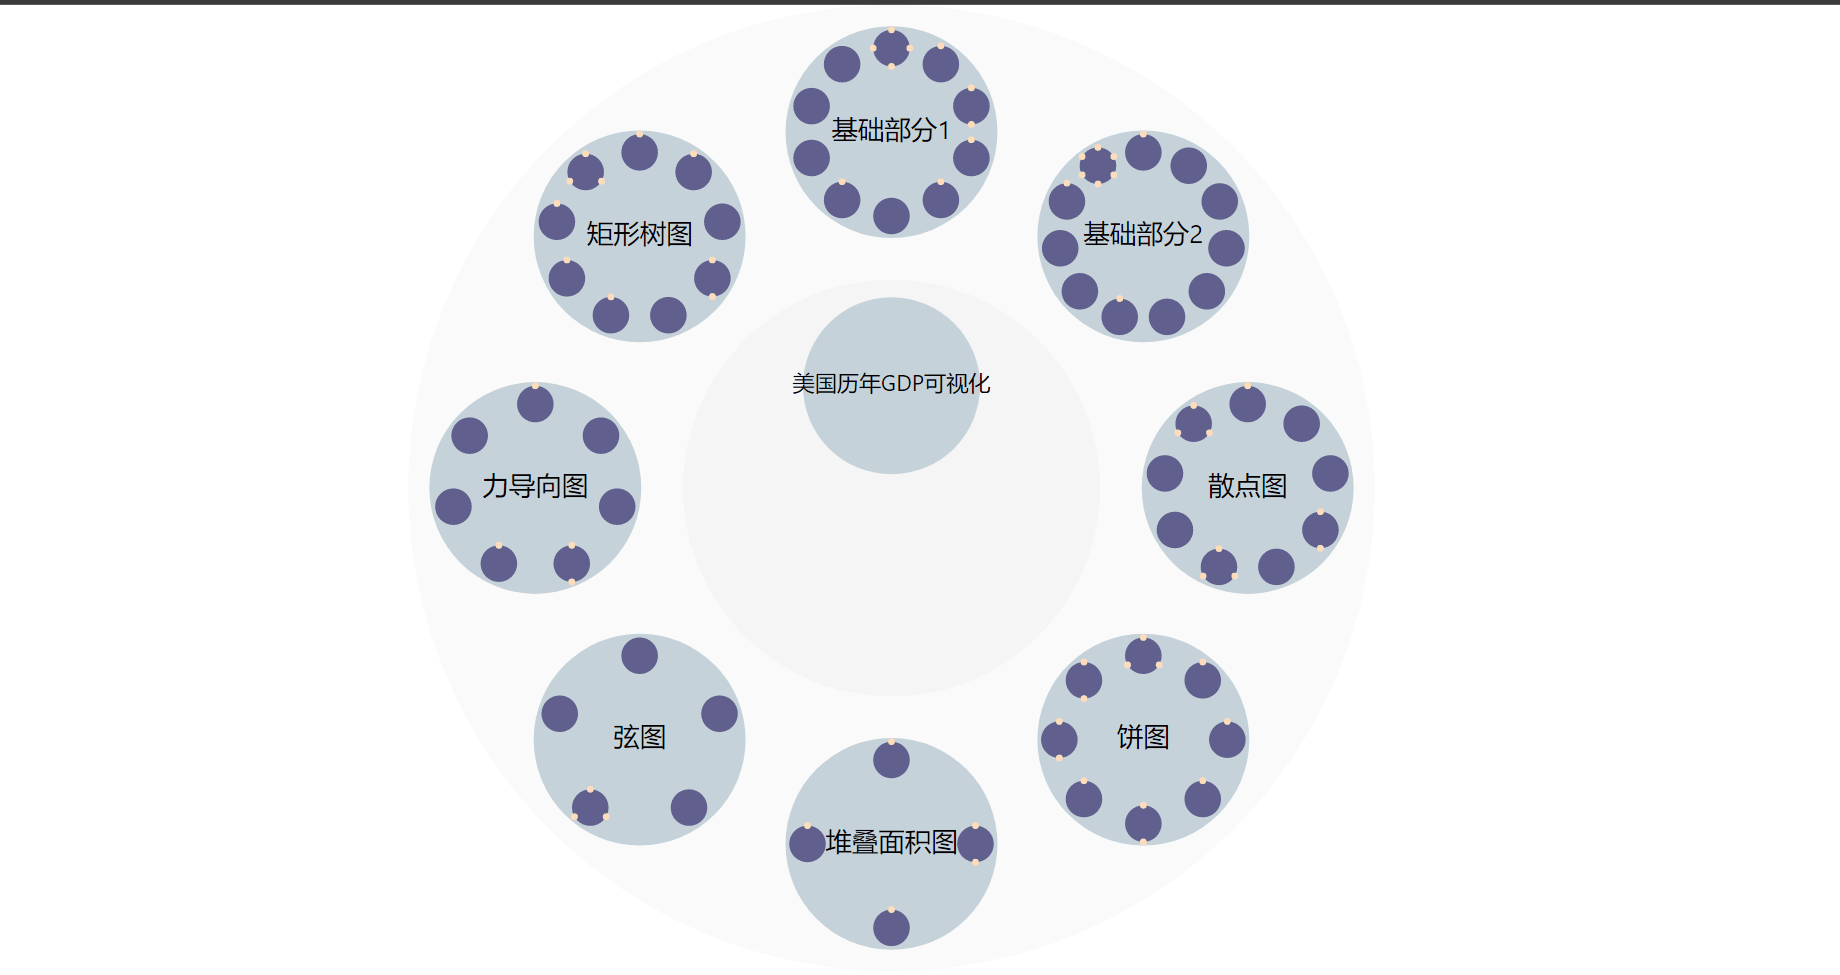 基础部分1
矩形树图
基础部分2
美国历年GDP可视化
力导向图
散点图
弦图
饼图
堆叠面积图